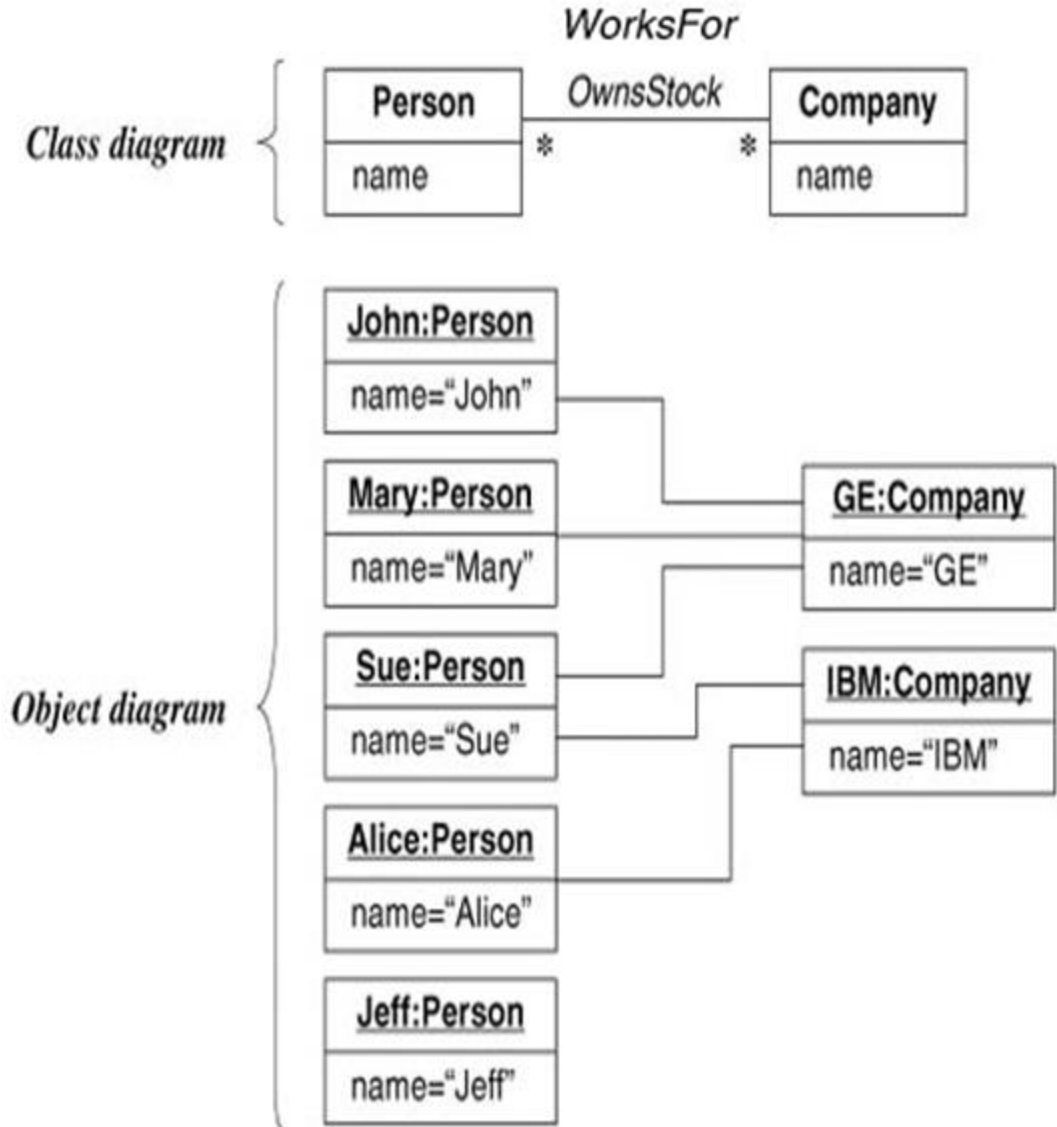 WorksFor
Person
OwnsStock
Company
Class diagram
*
*
name
name
John:Person
name=“John”
Mary:Person
GE:Company
name=“Mary”
name=“GE”
Sue:Person
IBM:Company
Object diagram
name=“Sue”
name=“IBM”
Alice:Person
name=“Alice”
Jeff:Person
name=“Jeff”